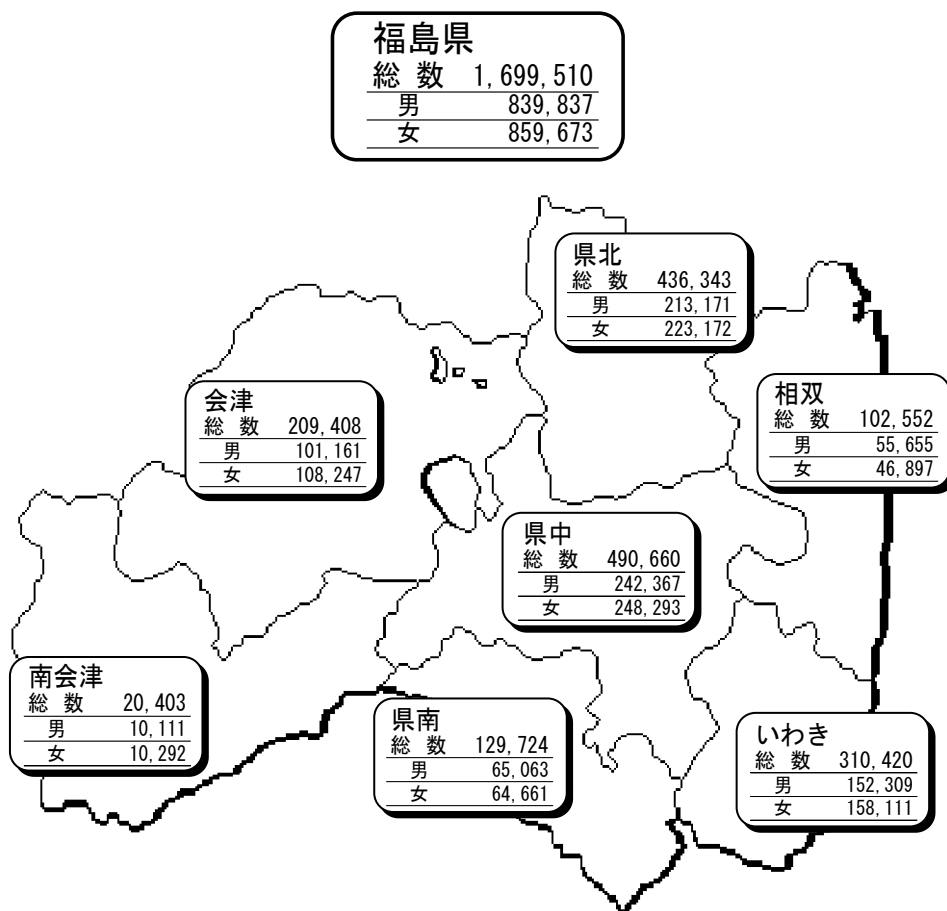 福島県
総数 1,699,510
男 839,837
女 859,673
県北
総数 436,343
男 213,171
女 223,172
会津
総数 209,408
男 101,161
女 108,247
相双
総数 102,552
男 55,655
女 46,897
県中
総数 490,660
男 242,367
女 248,293
南会津
総数 20,403
男 10,111
女 10,292
県南
総数 129,724
男 65,063
女 64,661
いわき
総数 310,420
男 152,309
女 158,111